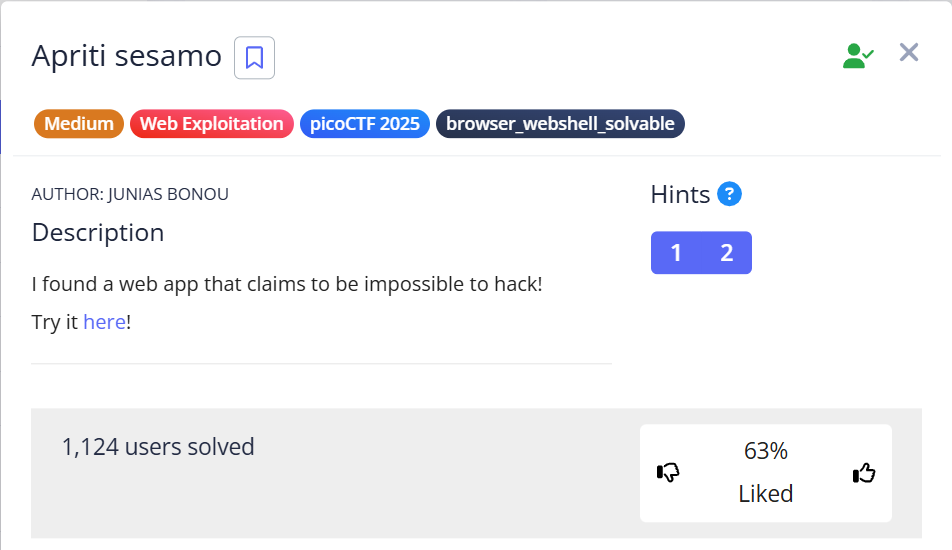 Apriti sesamo
Medium Web Exploitation picoCTF 2025 browser_webshell_solvable
AUTHOR: JUNIAS BONOU
Description
I found a web app that claims to be impossible to hack!
Try it here!
Hints ?
1 2
1,124 users solved
63%
Liked